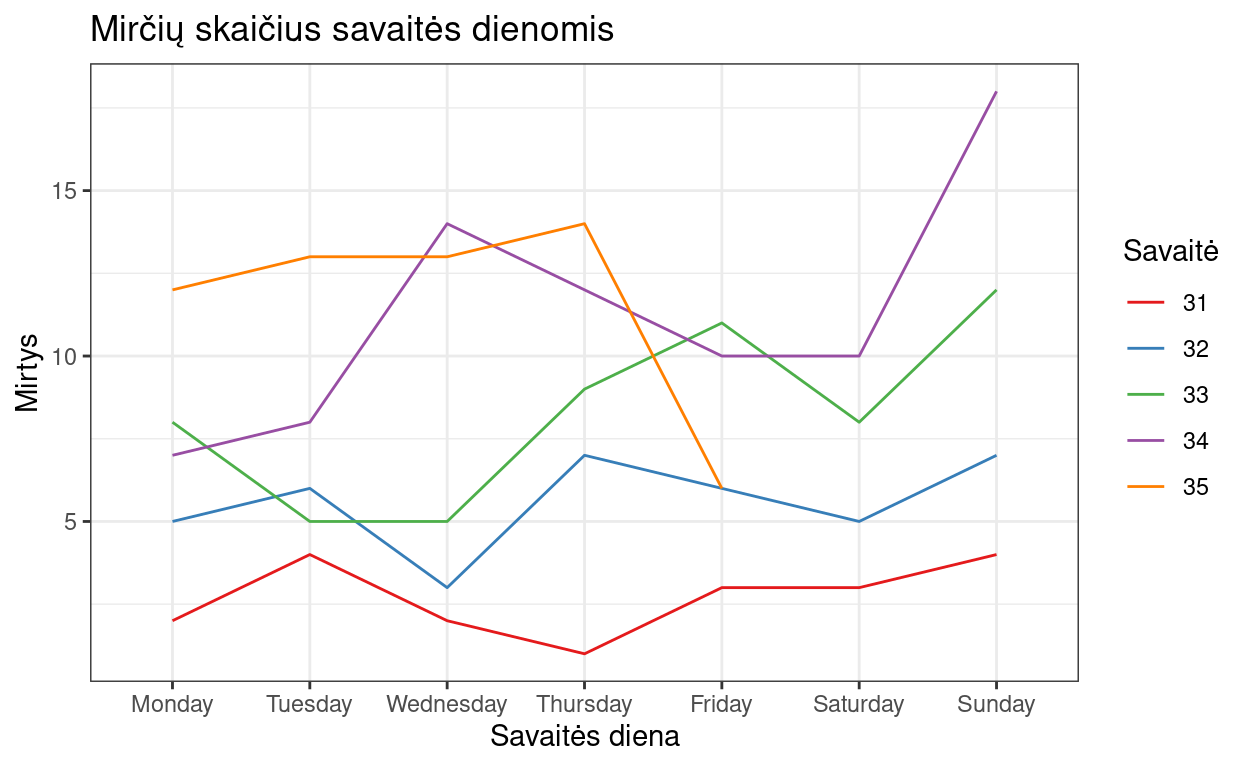 Mirčių skaičius savaitės dienomis
Mirtys
15
10
5
Monday Tuesday Wednesday Thursday Friday Saturday Sunday
Savaitės diena
Savaitė
31
32
33
34
35